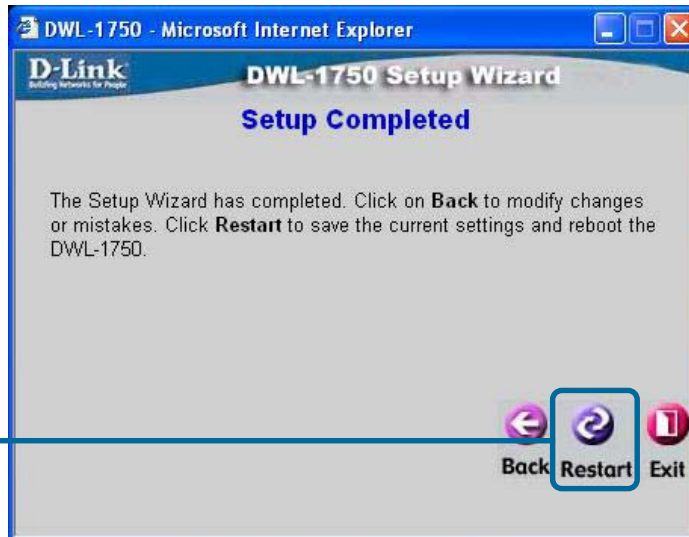 DWL-1750 - Microsoft Internet Explorer
D-Link
Building Networks for People
DWL-1750 Setup Wizard
Setup Completed
The Setup Wizard has completed. Click on Back to modify changes
or mistakes. Click Restart to save the current settings and reboot the
DWL-1750.
Back Restart Exit